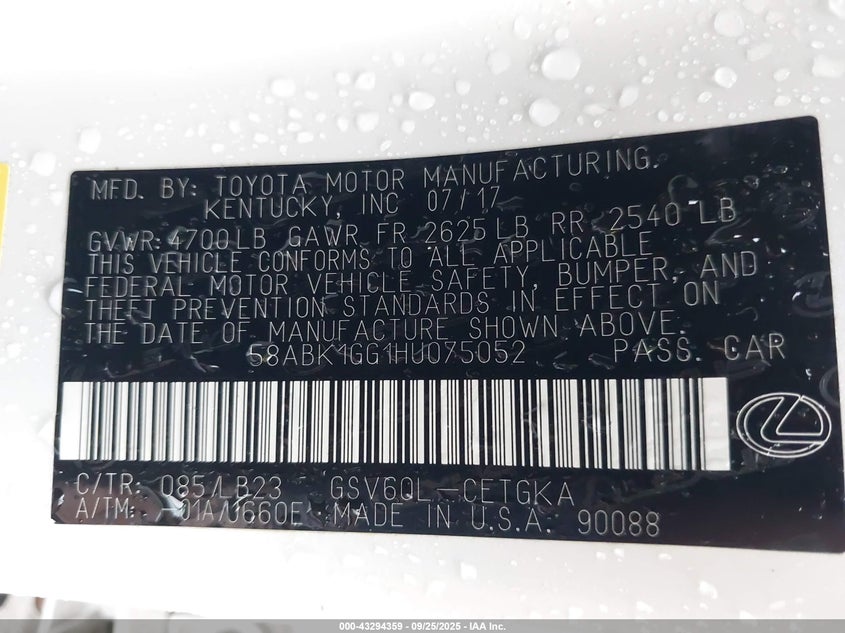 MFD. BY: TOYOTA MOTOR MANUFACTURING.
KENTUCKY, INC 07/17
GVWR: 4700LB GAWR FR 2625LB RR 2540 LB
THIS VEHICLE CONFORMS TO ALL APPLICABLE
FEDERAL MOTOR VEHICLE SAFETY, BUMPER, AND
THEFT PREVENTION STANDARDS IN EFFECT ON
THE DATE OF MANUFACTURE SHOWN ABOVE.
58ABK1GG1HU075052 PASS. CAR
C/TR: 085/LB23 GSV60L-CETGKA
A/TM: -01A/U660E MADE IN U.S.A. 90088
000-43294359 - 09/25/2025 - IAA Inc.